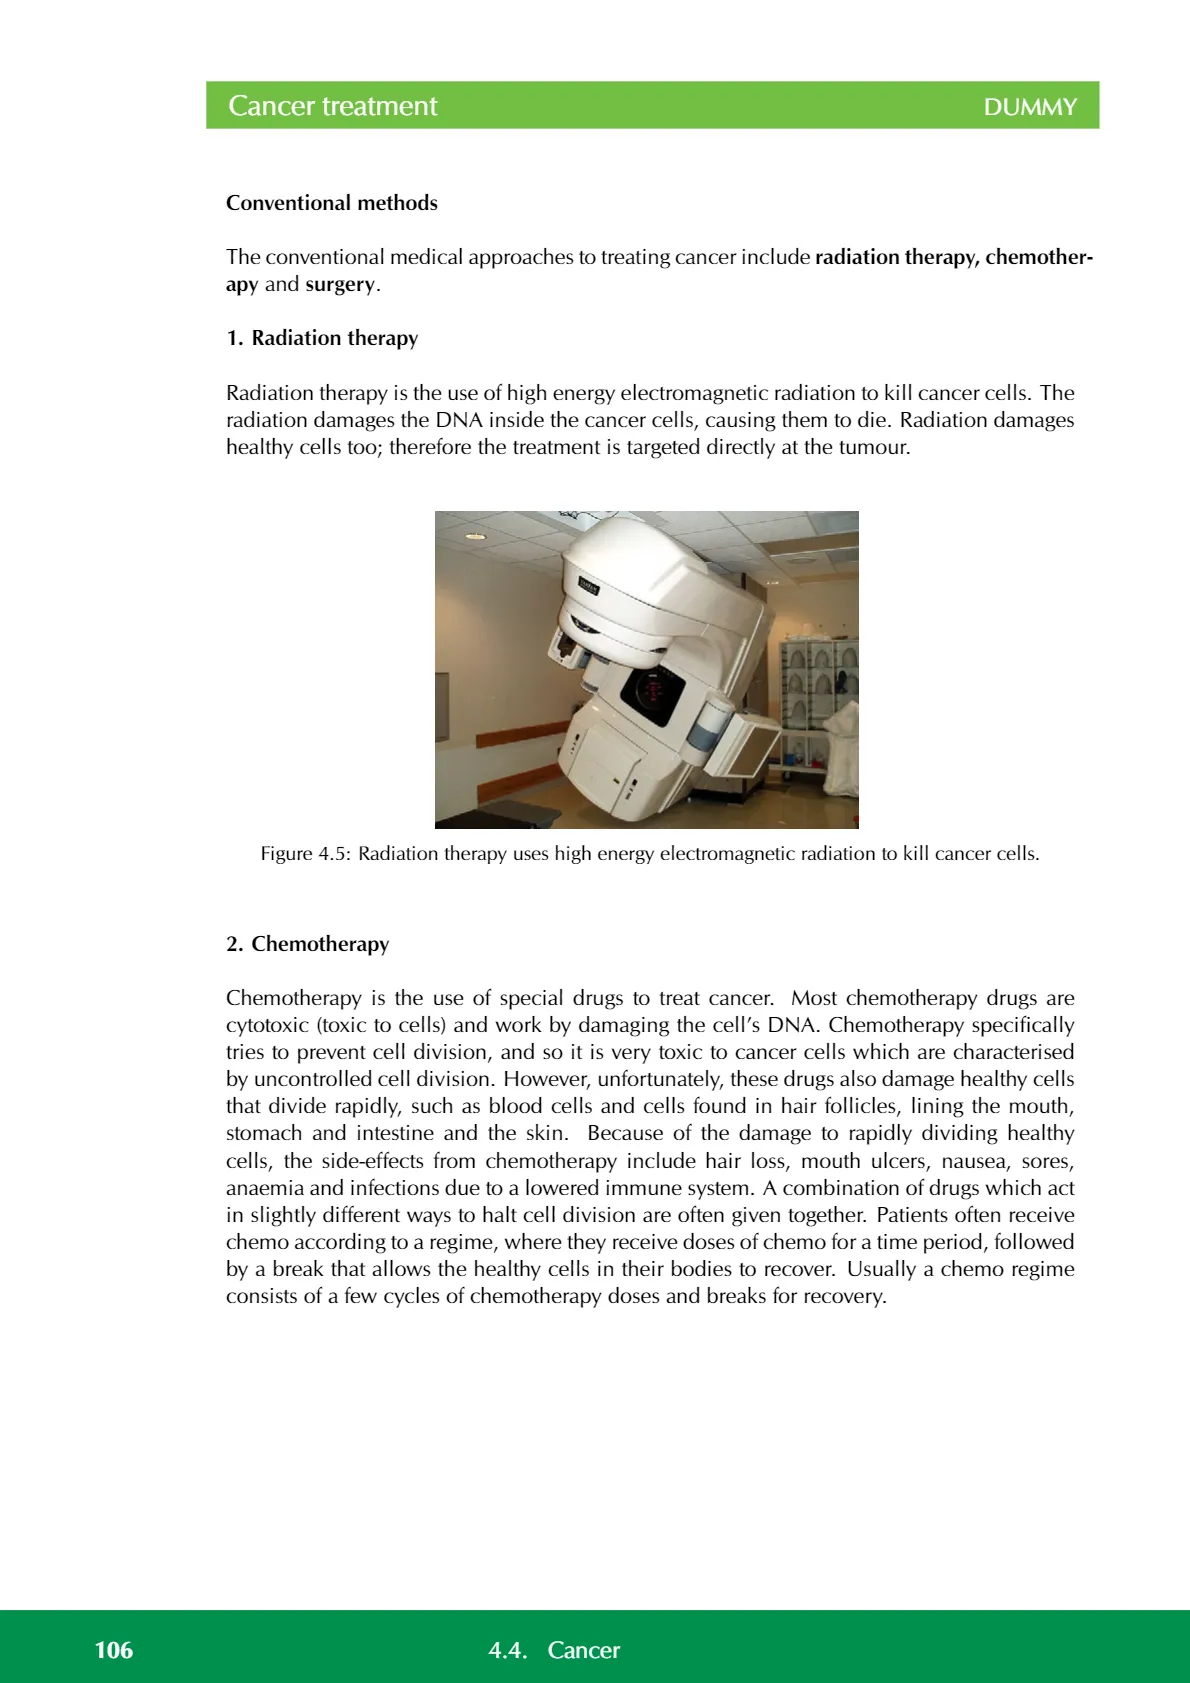 Cancer treatment DUMMY
Conventional methods
The conventional medical approaches to treating cancer include radiation therapy, chemother-
apy and surgery.
1. Radiation therapy
Radiation therapy is the use of high energy electromagnetic radiation to kill cancer cells. The
radiation damages the DNA inside the cancer cells, causing them to die. Radiation damages
healthy cells too; therefore the treatment is targeted directly at the tumour.
Figure 4.5: Radiation therapy uses high energy electromagnetic radiation to kill cancer cells.
2. Chemotherapy
Chemotherapy is the use of special drugs to treat cancer. Most chemotherapy drugs are
cytotoxic (toxic to cells) and work by damaging the cell’s DNA. Chemotherapy specifically
tries to prevent cell division, and so it is very toxic to cancer cells which are characterised
by uncontrolled cell division. However, unfortunately, these drugs also damage healthy cells
that divide rapidly, such as blood cells and cells found in hair follicles, lining the mouth,
stomach and intestine and the skin. Because of the damage to rapidly dividing healthy
cells, the side-effects from chemotherapy include hair loss, mouth ulcers, nausea, sores,
anaemia and infections due to a lowered immune system. A combination of drugs which act
in slightly different ways to halt cell division are often given together. Patients often receive
chemo according to a regime, where they receive doses of chemo for a time period, followed
by a break that allows the healthy cells in their bodies to recover. Usually a chemo regime
consists of a few cycles of chemotherapy doses and breaks for recovery.
106 4.4. Cancer